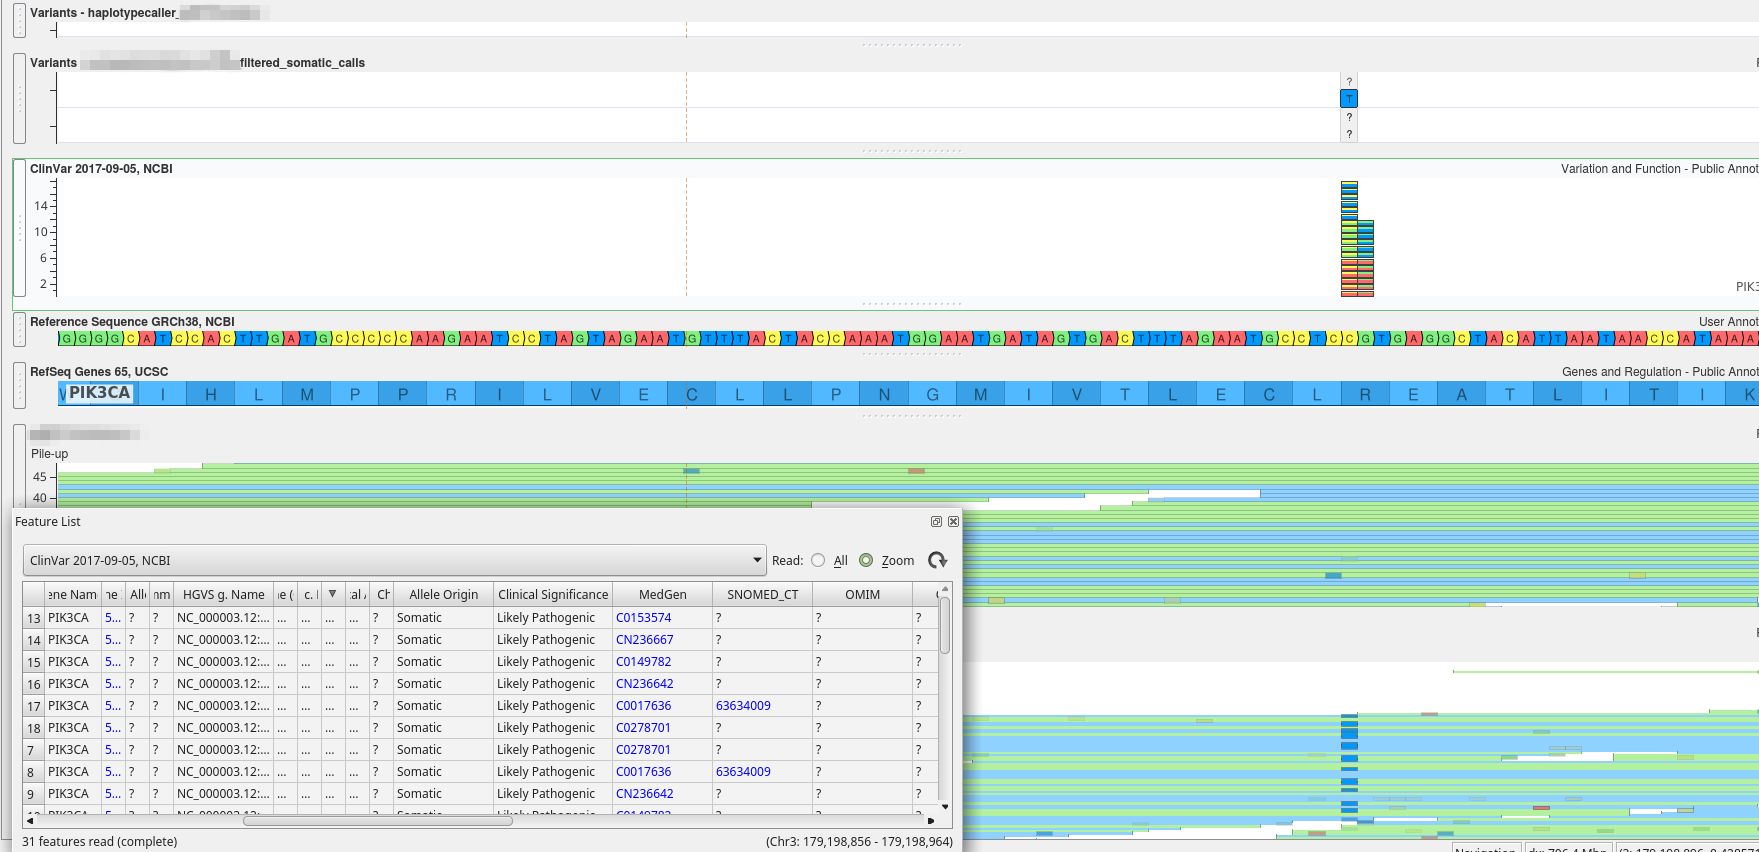 Variants - haplotypecaller_
Variants filtered_somatic_calls
?
T
?
?
ClinVar 2017-09-05, NCBI Variation and Function - Public Annot
14
10
6
2
PIK3
Reference Sequence GRCh38, NCBI User Annot
G G G G C A T C C A C T T G A T G C C C C C A A G A A T C C T A G T A G A A T G T T T A C T A C C A A A T G G A A T G A T A G T G A C T T T A G A A T G C C T C C G T G A G G C T A C A T T A A T A A C C A T A A A
RefSeq Genes 65, UCSC Genes and Regulation - Public Annot
PIK3CA I H L M P P R I L V E C L L P N G M I V T L E C L R E A T L I T I K
Pile-up
45
40
Feature List
ClinVar 2017-09-05, NCBI Read: All Zoom
ene Nam ne Alle nm HGVS g. Name ie ( c. ▼ al Ch Allele Origin Clinical Significance MedGen SNOMED_CT OMIM
13 PIK3CA 5... ? ? NC_000003.12:... ... ... ... ... ? Somatic Likely Pathogenic C0153574 ? ? ?
14 PIK3CA 5... ? ? NC_000003.12:... ... ... ... ... ? Somatic Likely Pathogenic CN236667 ? ? ?
15 PIK3CA 5... ? ? NC_000003.12:... ... ... ... ... ? Somatic Likely Pathogenic C0149782 ? ? ?
16 PIK3CA 5... ? ? NC_000003.12:... ... ... ... ... ? Somatic Likely Pathogenic CN236642 ? ? ?
17 PIK3CA 5... ? ? NC_000003.12:... ... ... ... ... ? Somatic Likely Pathogenic C0017636 63634009 ? ?
18 PIK3CA 5... ? ? NC_000003.12:... ... ... ... ... ? Somatic Likely Pathogenic C0278701 ? ? ?
7 PIK3CA 5... ? ? NC_000003.12:... ... ... ... ... ? Somatic Likely Pathogenic C0278701 ? ? ?
8 PIK3CA 5... ? ? NC_000003.12:... ... ... ... ... ? Somatic Likely Pathogenic C0017636 63634009 ? ?
9 PIK3CA 5... ? ? NC_000003.12:... ... ... ... ... ? Somatic Likely Pathogenic CN236642 ? ? ?
31 features read (complete) (Chr3: 179,198,856 - 179,198,964)